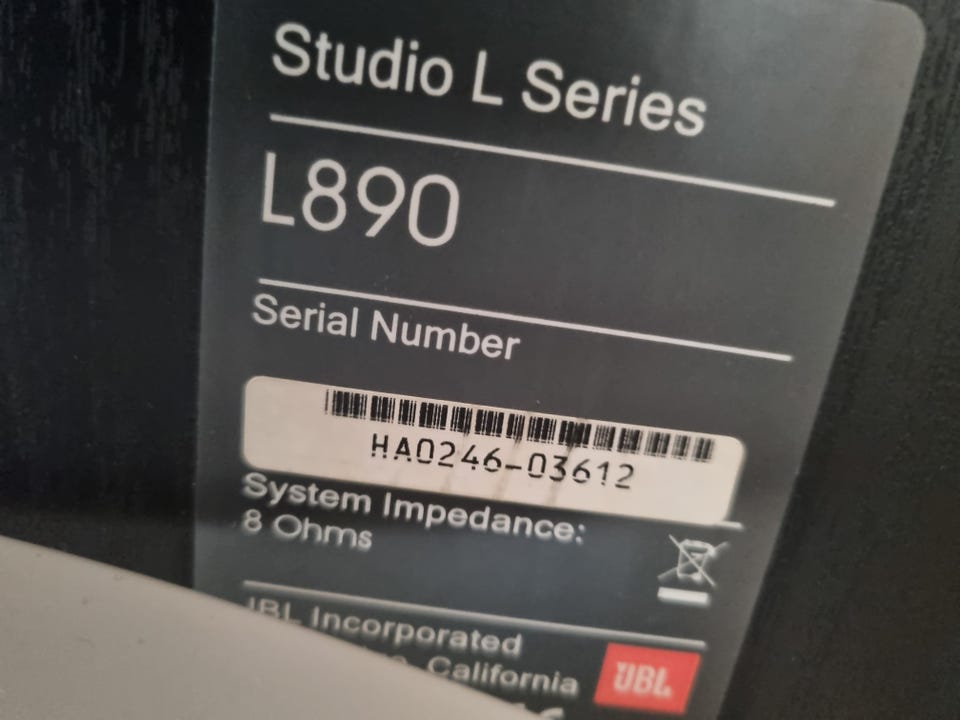 Studio L Series
L890
Serial Number
HA0246-03612
System Impedance:
8 Ohms
JBL Incorporated
California
JBL